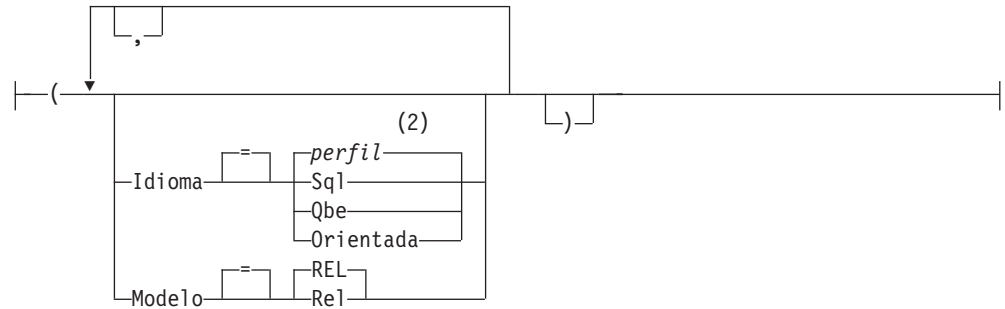 ,
(
)
(2)
Idioma = perfil
Sql
Qbe
Orientada
Modelo = REL
Rel